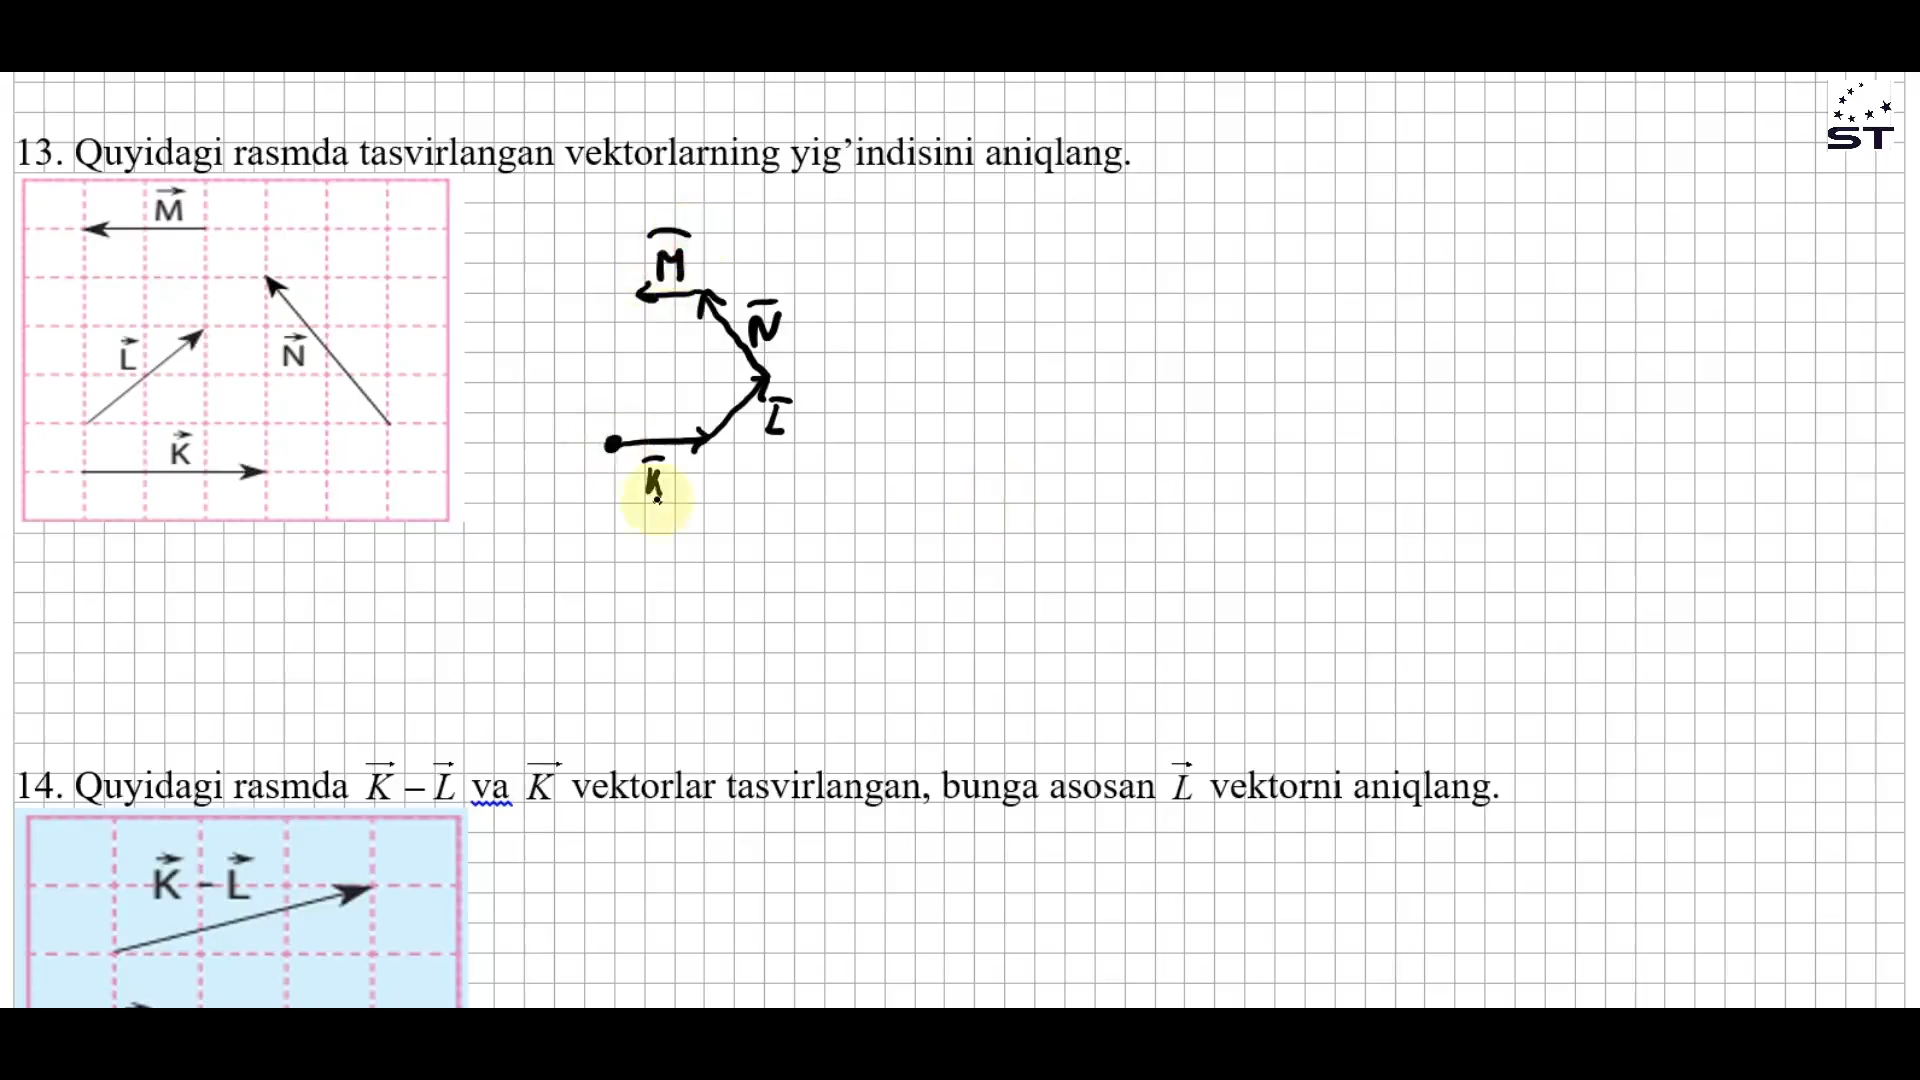 ST
13. Quyidagi rasmda tasvirlangan vektorlarning yig’indisini aniqlang.
M
L
N
K
M
N
L
K
14. Quyidagi rasmda K – L va K vektorlar tasvirlangan, bunga asosan L vektorni aniqlang.
K - L